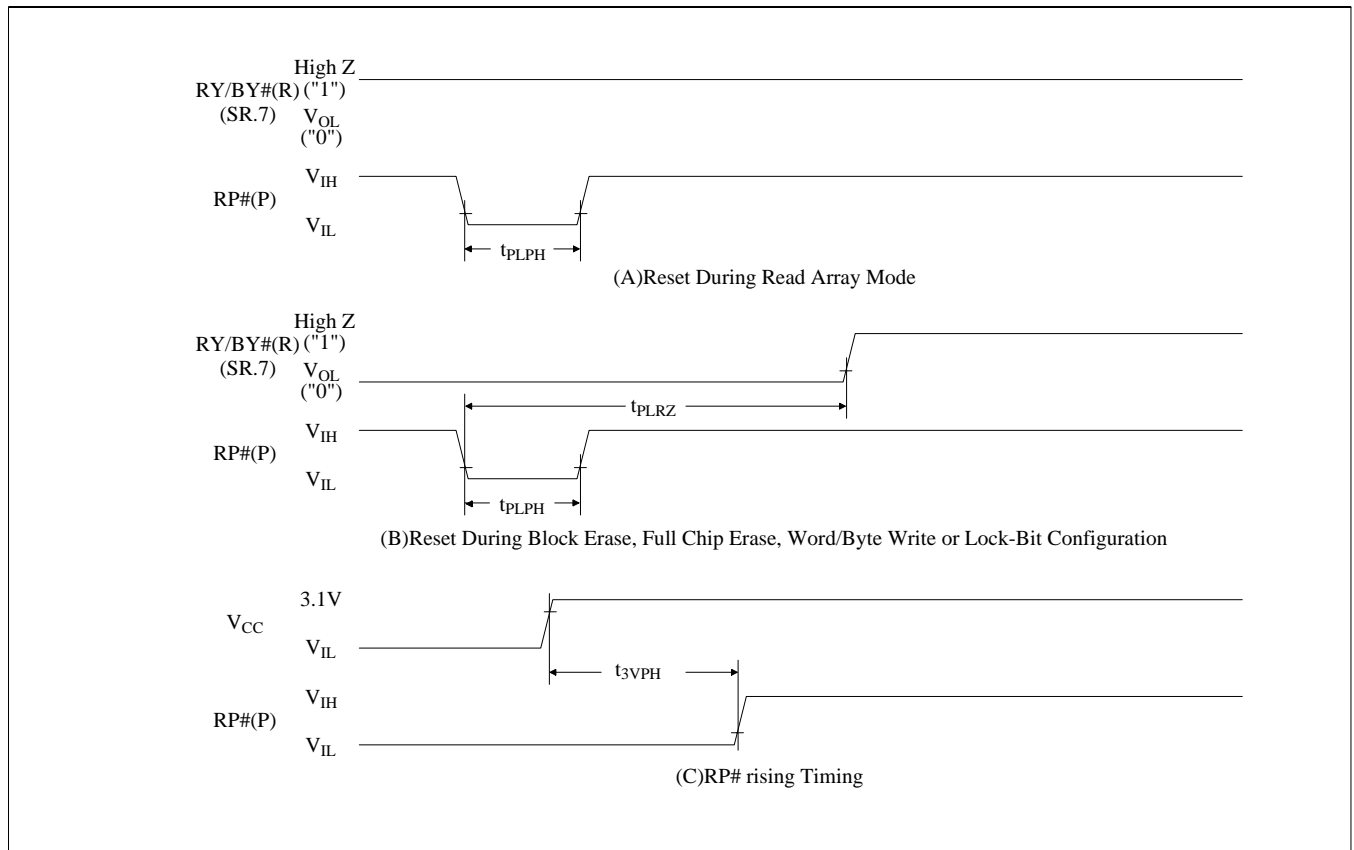 High Z
RY/BY#(R) ("1")
(SR.7) VOL
("0")
VIH
RP#(P)
VIL
tPLPH
(A)Reset During Read Array Mode
High Z
RY/BY#(R) ("1")
(SR.7) VOL
("0")
tPLRZ
VIH
RP#(P)
VIL
tPLPH
(B)Reset During Block Erase, Full Chip Erase, Word/Byte Write or Lock-Bit Configuration
3.1V
VCC
VIL
t3VPH
VIH
RP#(P)
VIL
(C)RP# rising Timing